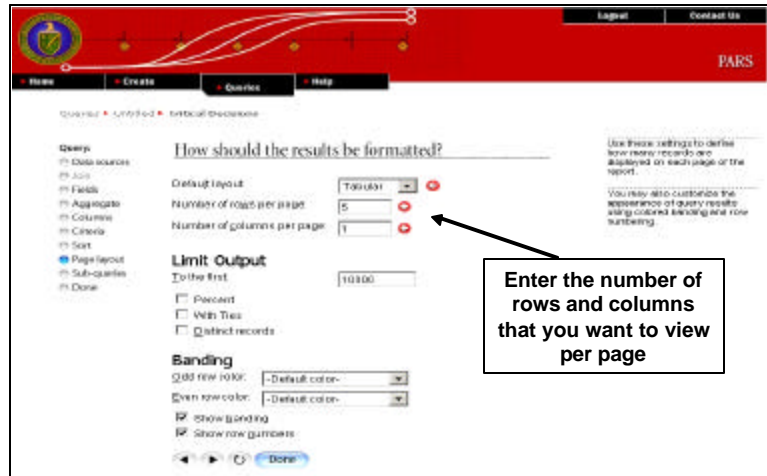 Logout Contact Us
PARS
Home Create Queries Help
Queries Untitled Critical Decisions
Query:
Data sources
Join
Fields
Aggregate
Columns
Criteria
Sort
Page layout
Sub-queries
Done
How should the results be formatted?
Default layout Tabular
Number of rows per page 5
Number of columns per page 1
Limit Output
To the first 10000
Percent
With Ties
Distinct records
Banding
Odd row color: -Default color-
Even row color: -Default color-
Show banding
Show row numbers
Done
Use these settings to define
how many records are
displayed on each page of the
report.
You may also customize the
appearance of query results
using colored banding and row
numbering.
Enter the number of
rows and columns
that you want to view
per page